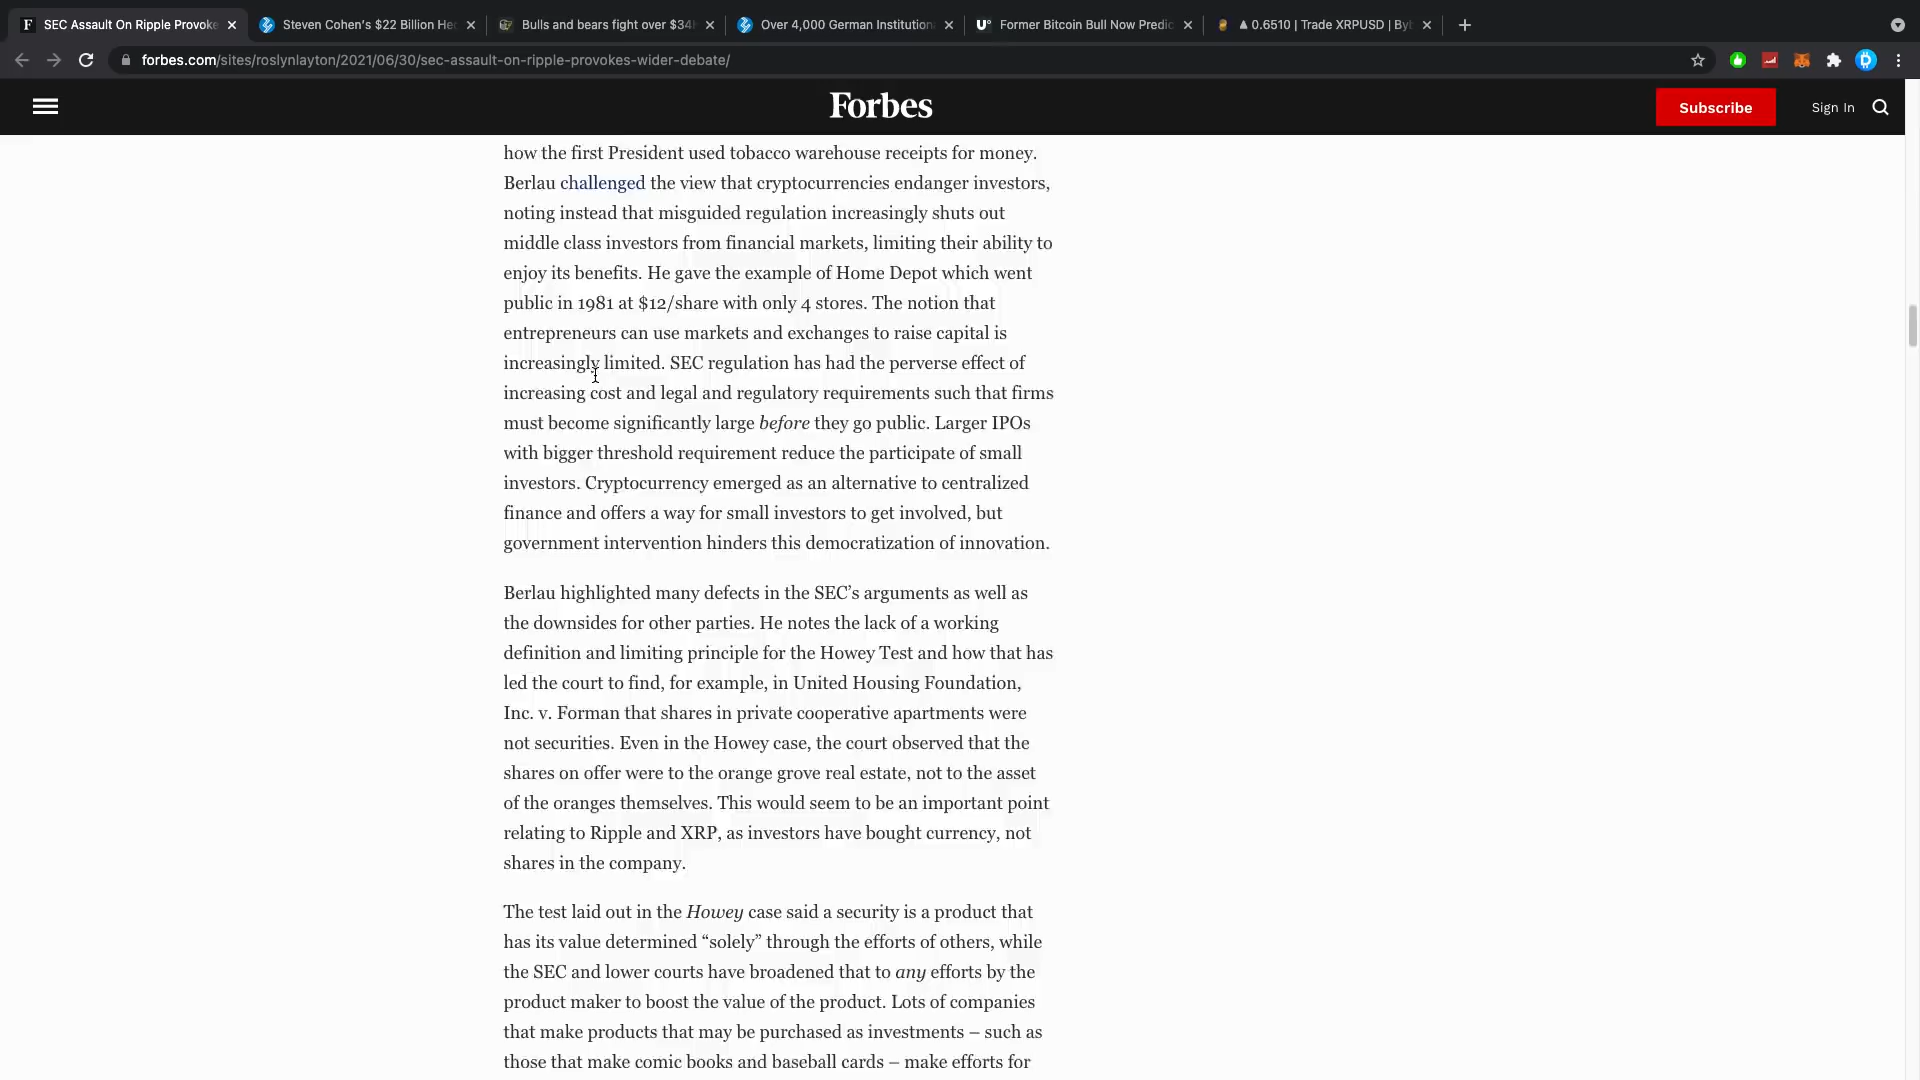 SEC Assault On Ripple Provoke
Steven Cohen's $22 Billion He
Bulls and bears fight over $34
Over 4,000 German Institution
Former Bitcoin Bull Now Predic
▲ 0.6510 | Trade XRPUSD | By
forbes.com/sites/roslynlayton/2021/06/30/sec-assault-on-ripple-provokes-wider-debate/
Forbes
Subscribe
Sign In
how the first President used tobacco warehouse receipts for money.
Berlau challenged the view that cryptocurrencies endanger investors,
noting instead that misguided regulation increasingly shuts out
middle class investors from financial markets, limiting their ability to
enjoy its benefits. He gave the example of Home Depot which went
public in 1981 at $12/share with only 4 stores. The notion that
entrepreneurs can use markets and exchanges to raise capital is
increasingly limited. SEC regulation has had the perverse effect of
increasing cost and legal and regulatory requirements such that firms
must become significantly large before they go public. Larger IPOs
with bigger threshold requirement reduce the participate of small
investors. Cryptocurrency emerged as an alternative to centralized
finance and offers a way for small investors to get involved, but
government intervention hinders this democratization of innovation.
Berlau highlighted many defects in the SEC’s arguments as well as
the downsides for other parties. He notes the lack of a working
definition and limiting principle for the Howey Test and how that has
led the court to find, for example, in United Housing Foundation,
Inc. v. Forman that shares in private cooperative apartments were
not securities. Even in the Howey case, the court observed that the
shares on offer were to the orange grove real estate, not to the asset
of the oranges themselves. This would seem to be an important point
relating to Ripple and XRP, as investors have bought currency, not
shares in the company.
The test laid out in the Howey case said a security is a product that
has its value determined “solely” through the efforts of others, while
the SEC and lower courts have broadened that to any efforts by the
product maker to boost the value of the product. Lots of companies
that make products that may be purchased as investments – such as
those that make comic books and baseball cards – make efforts for